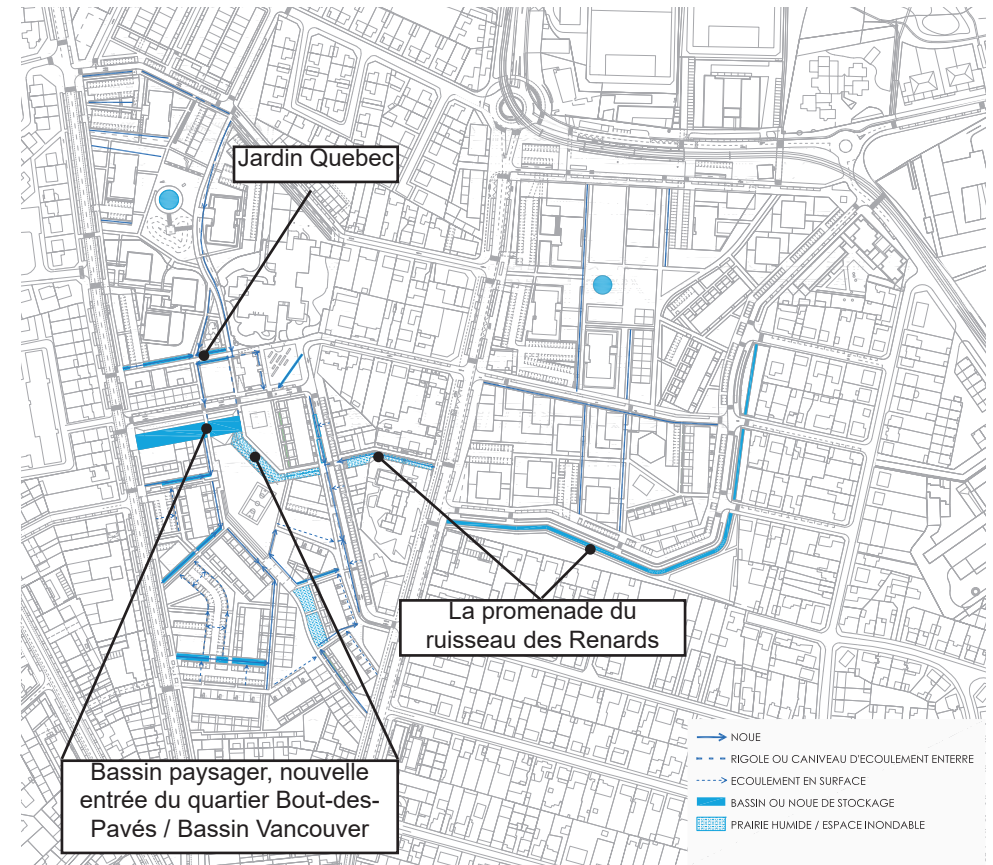 Jardin Quebec
La promenade du
ruisseau des Renards
Bassin paysager, nouvelle
entrée du quartier Bout-des-
Pavés / Bassin Vancouver
NOUE
RIGOLE OU CANIVEAU D'ECOULEMENT ENTERRE
ECOULEMENT EN SURFACE
BASSIN OU NOUE DE STOCKAGE
PRAIRIE HUMIDE / ESPACE INONDABLE